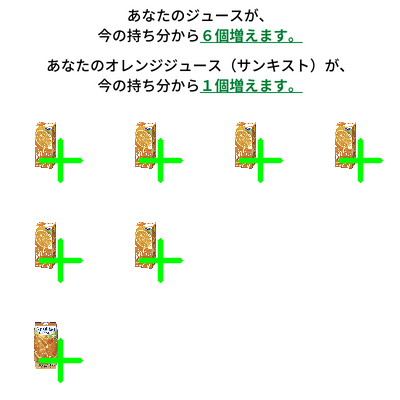 あなたのジュースが、
今の持ち分から６個増えます。
あなたのオレンジジュース（サンキスト）が、
今の持ち分から１個増えます。